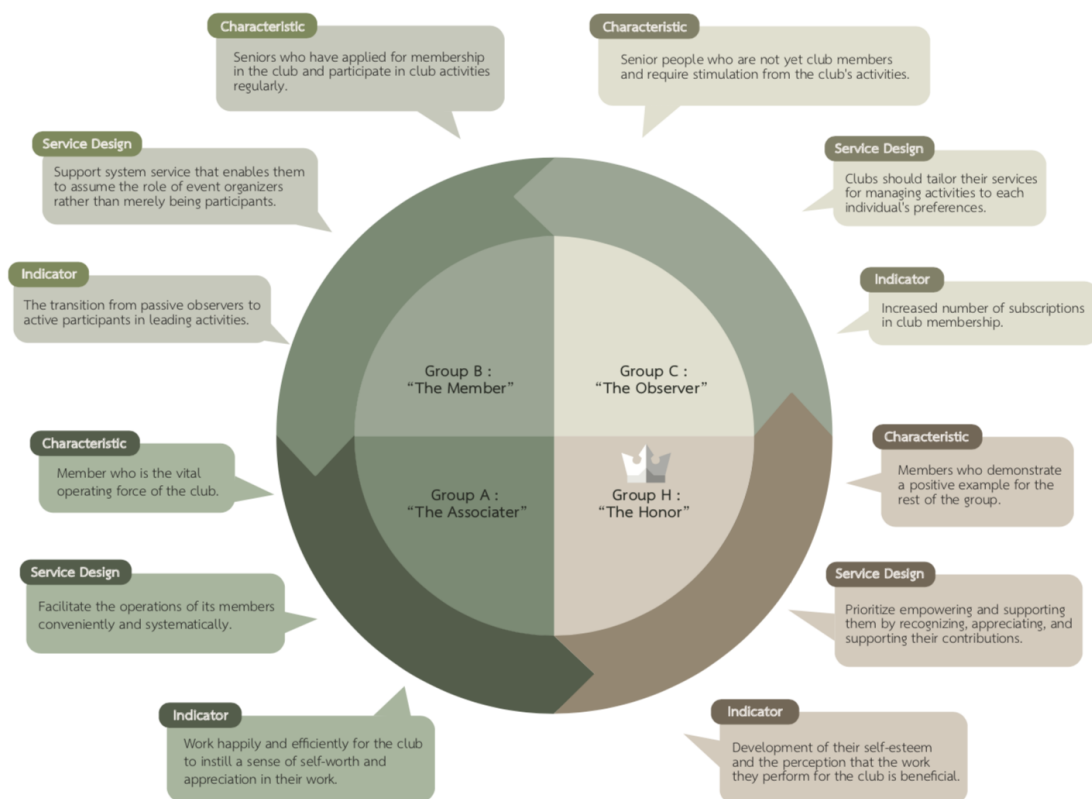 Characteristic
Seniors who have applied for membership
in the club and participate in club activities
regularly.
Characteristic
Senior people who are not yet club members
and require stimulation from the club's activities.
Service Design
Support system service that enables them
to assume the role of event organizers
rather than merely being participants.
Service Design
Clubs should tailor their services
for managing activities to each
individual's preferences.
Indicator
The transition from passive observers to
active participants in leading activities.
Indicator
Increased number of subscriptions
in club membership.
Group B :
“The Member”
Group C :
“The Observer”
Group A :
“The Associater”
Group H :
“The Honor”
Characteristic
Member who is the vital
operating force of the club.
Characteristic
Members who demonstrate
a positive example for the
rest of the group.
Service Design
Facilitate the operations of its members
conveniently and systematically.
Service Design
Prioritize empowering and supporting
them by recognizing, appreciating, and
supporting their contributions.
Indicator
Work happily and efficiently for the club
to instill a sense of self-worth and
appreciation in their work.
Indicator
Development of their self-esteem
and the perception that the work
they perform for the club is beneficial.